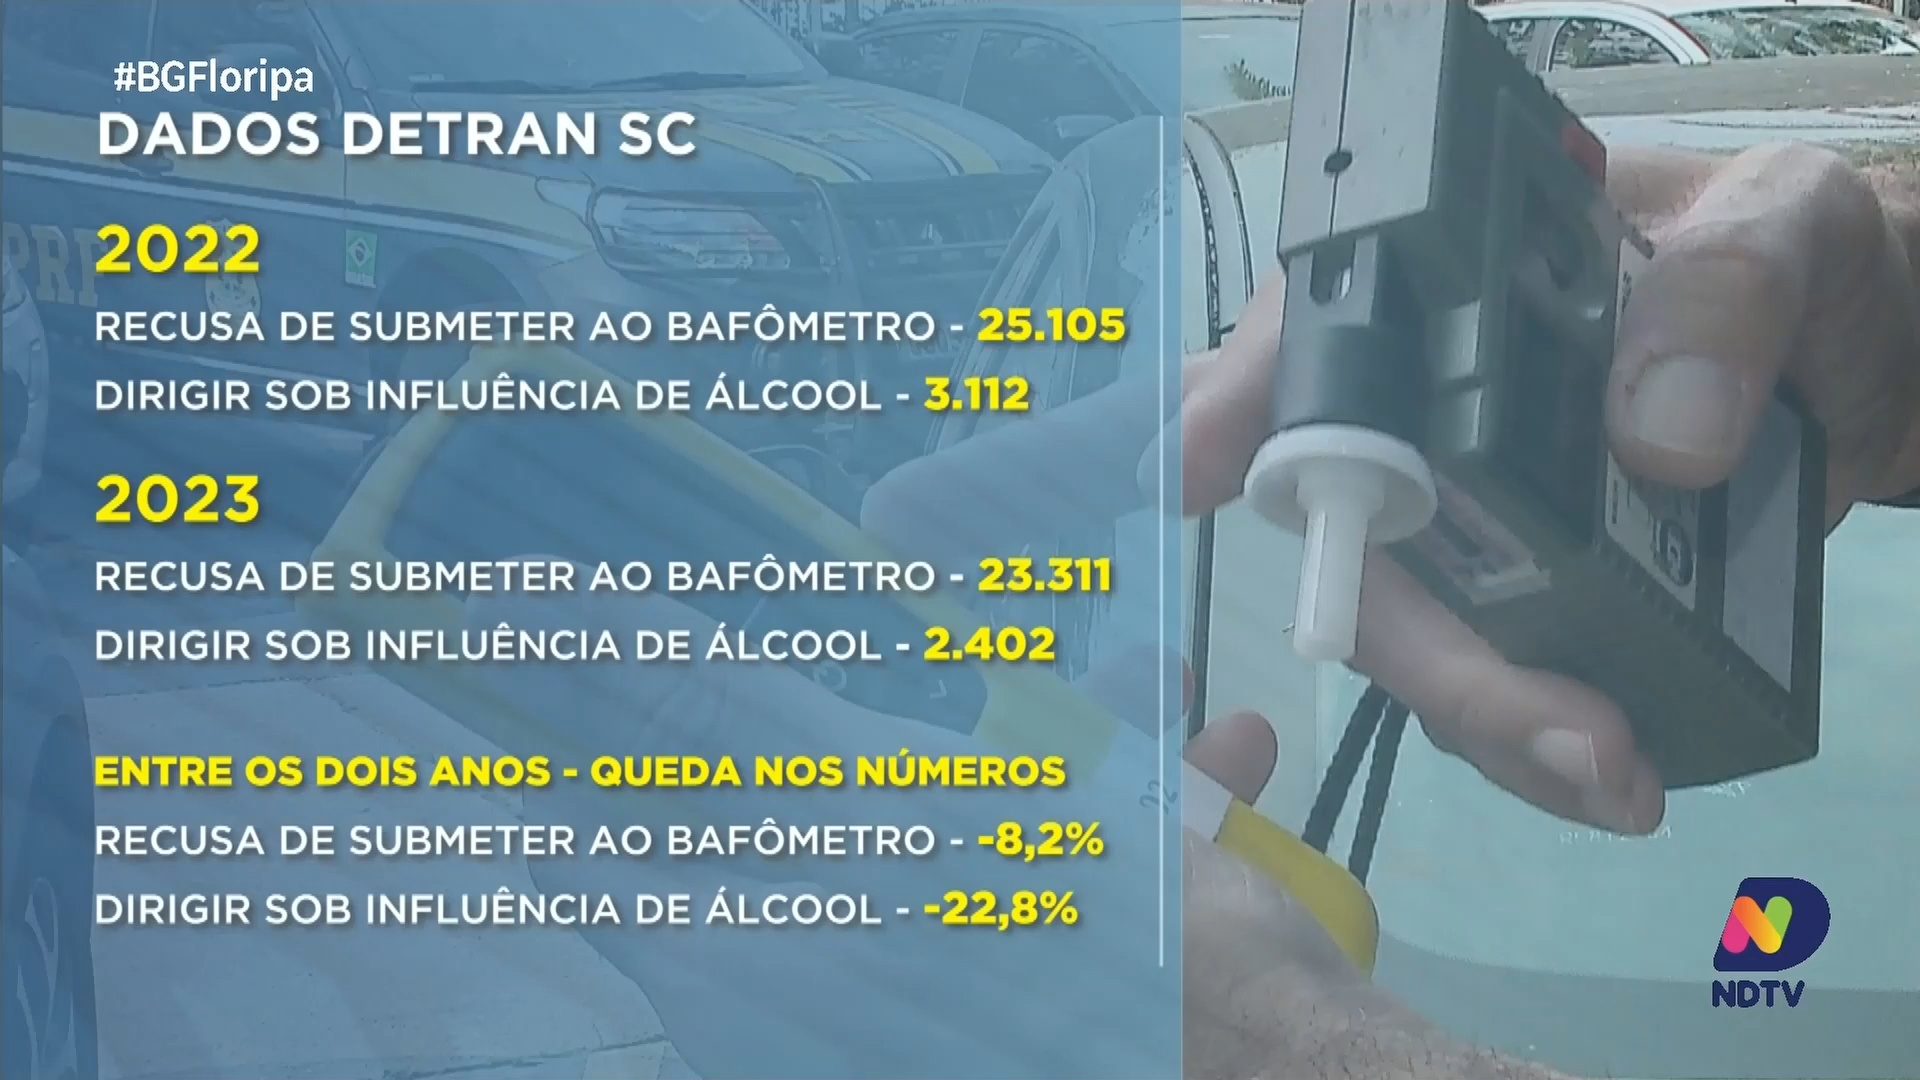 #BGFloripa
DADOS DETRAN SC
2022
RECUSA DE SUBMETER AO BAFÔMETRO - 25.105
DIRIGIR SOB INFLUÊNCIA DE ÁLCOOL - 3.112
2023
RECUSA DE SUBMETER AO BAFÔMETRO - 23.311
DIRIGIR SOB INFLUÊNCIA DE ÁLCOOL - 2.402
ENTRE OS DOIS ANOS - QUEDA NOS NÚMEROS
RECUSA DE SUBMETER AO BAFÔMETRO - -8,2%
DIRIGIR SOB INFLUÊNCIA DE ÁLCOOL - -22,8%
PRF
NDTV